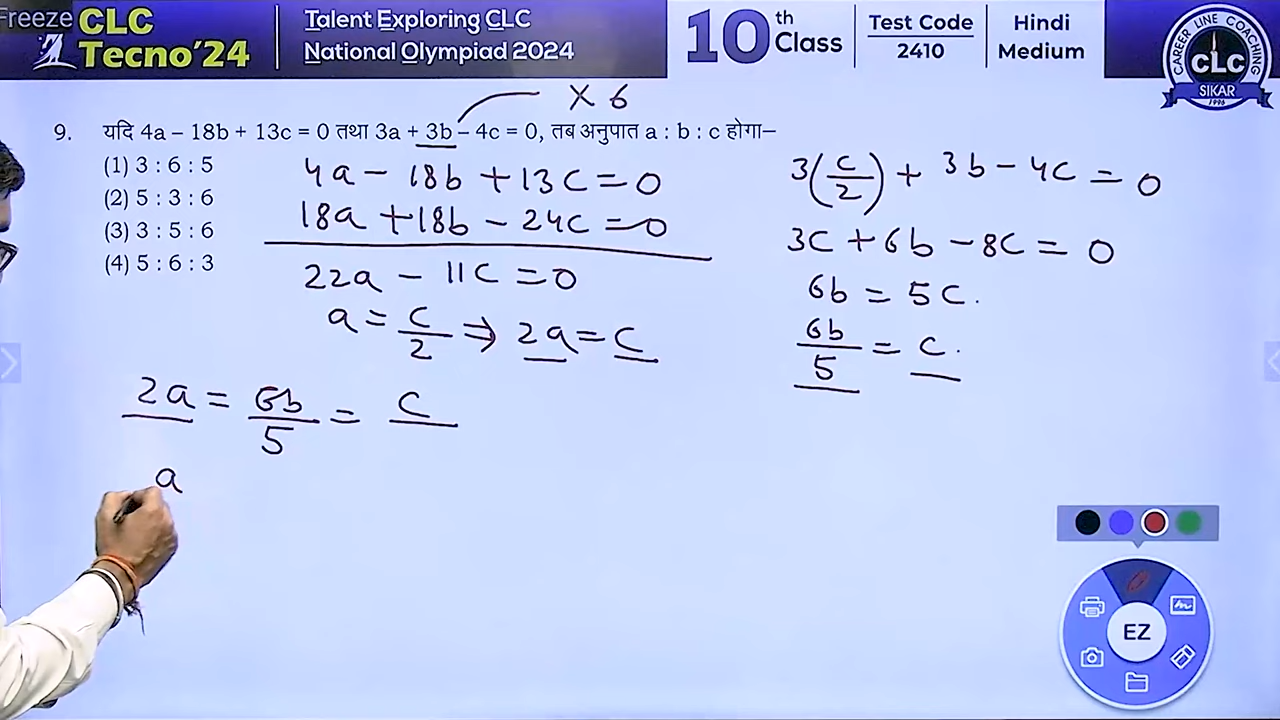 Freeze
CLC
Tecno'24
Talent Exploring CLC
National Olympiad 2024
10th Class
Test Code
2410
Hindi
Medium
CAREER LINE COACHING
CLC
SIKAR
1996
× 6
9. यदि 4a – 18b + 13c = 0 तथा 3a + 3b – 4c = 0, तब अनुपात a : b : c होगा–
(1) 3 : 6 : 5
(2) 5 : 3 : 6
(3) 3 : 5 : 6
(4) 5 : 6 : 3
4a – 18b + 13c = 0
18a + 18b – 24c = 0
22a – 11c = 0
a = c/2 ⇒ 2a = c
2a = 6b/5 = c
a
3(c/2) + 3b – 4c = 0
3c + 6b – 8c = 0
6b = 5c.
6b/5 = c.
EZ